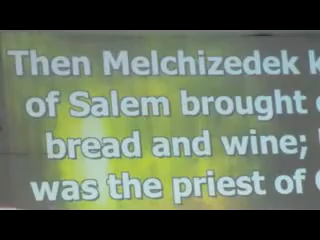 Then Melchizedek k
of Salem brought
bread and wine;
was the priest of